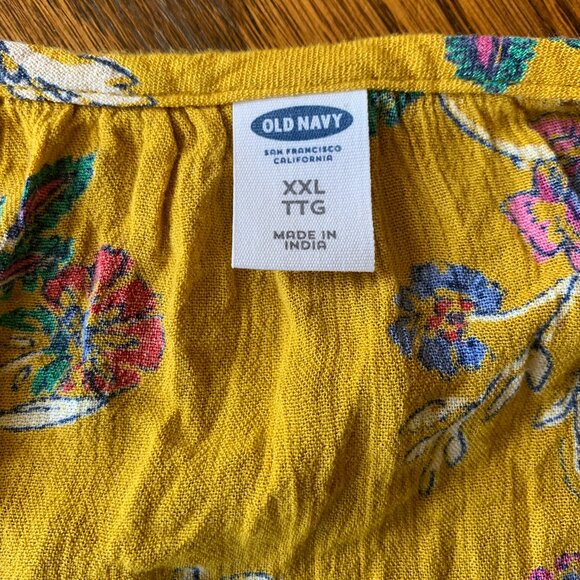 OLD NAVY
SAN FRANCISCO
CALIFORNIA
XXL
TTG
MADE IN
INDIA